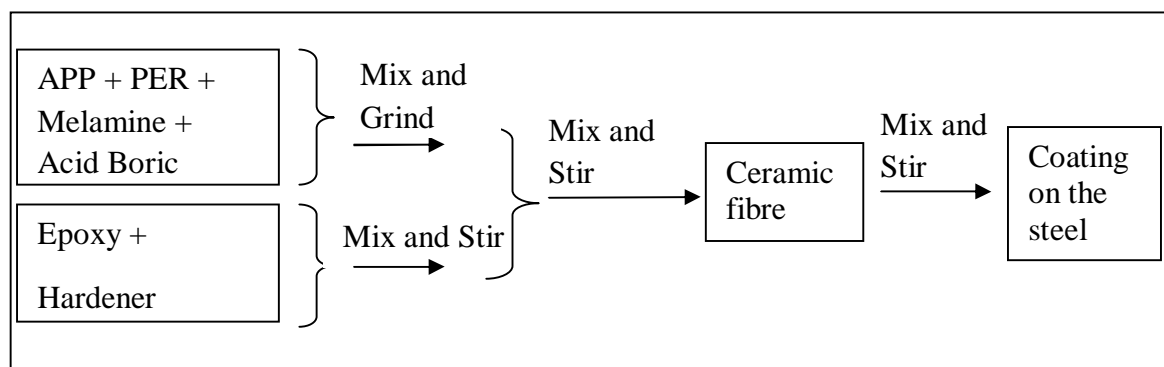 APP + PER +
Melamine +
Acid Boric
Mix and
Grind
Epoxy +
Hardener
Mix and Stir
Mix and
Stir
Ceramic
fibre
Mix and
Stir
Coating
on the
steel